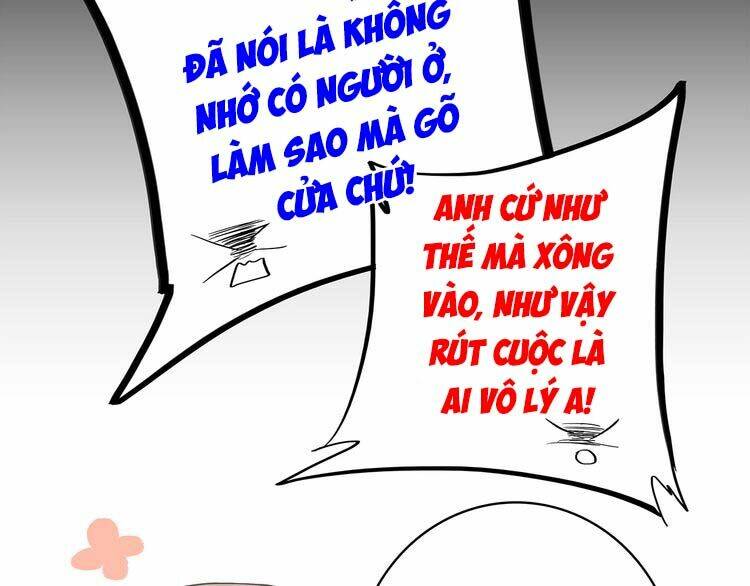 ĐÃ NÓI LÀ KHÔNG
NHỚ CÓ NGƯỜI Ở,
LÀM SAO MÀ GÕ
CỬA CHỨ!
ANH CỨ NHƯ
THẾ MÀ XÔNG
VÀO, NHƯ VẬY
RÚT CUỘC LÀ
AI VÔ LÝ A!